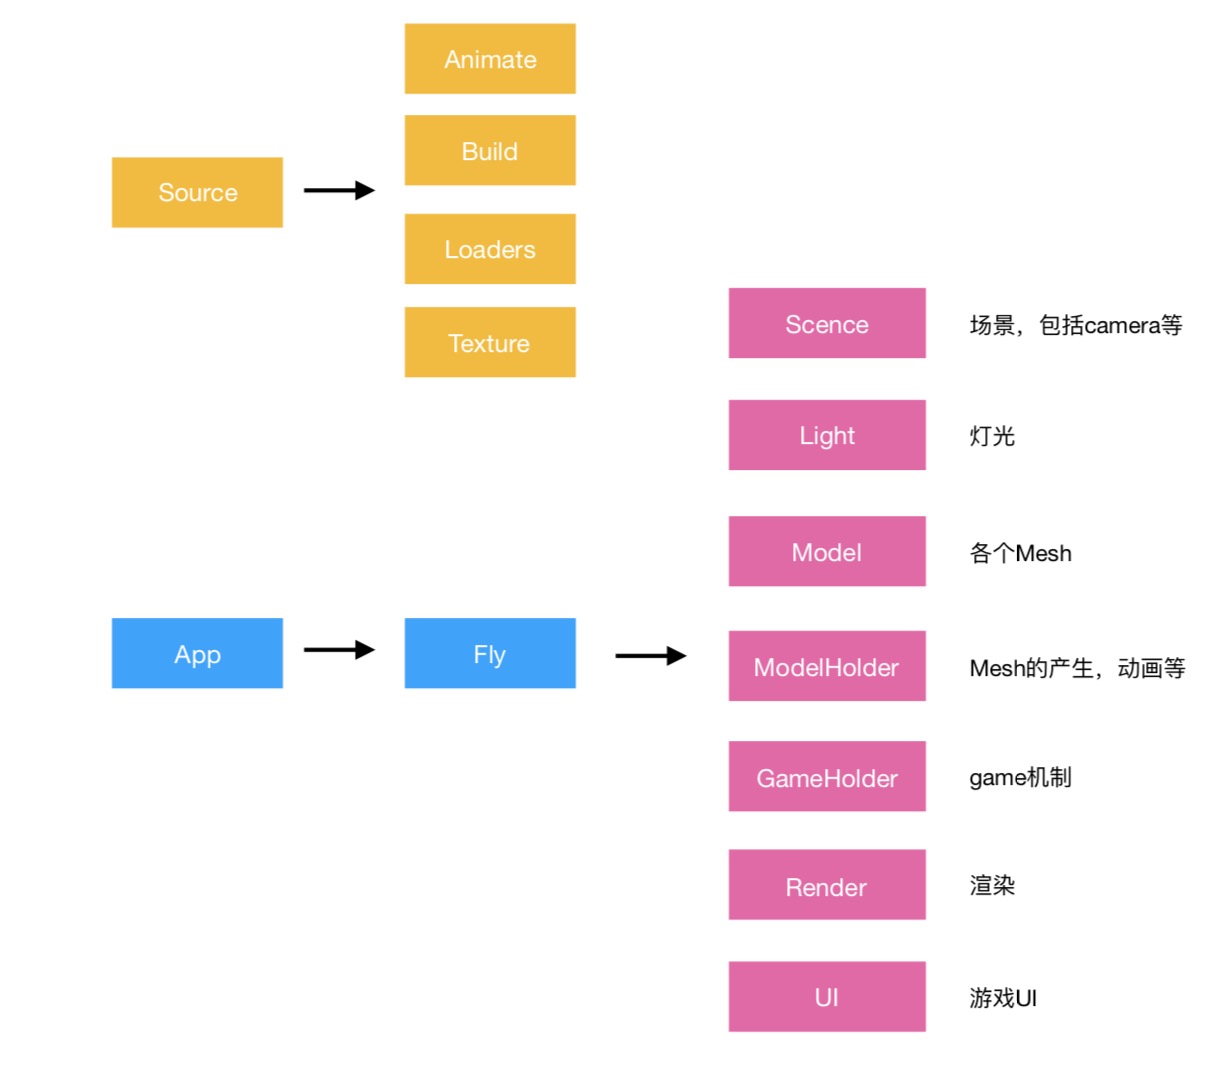 Animate
Build
Source
Loaders
Texture
Scence
场景，包括camera等
Light
灯光
Model
各个Mesh
App
Fly
ModelHolder
Mesh的产生，动画等
GameHolder
game机制
Render
渲染
UI
游戏UI